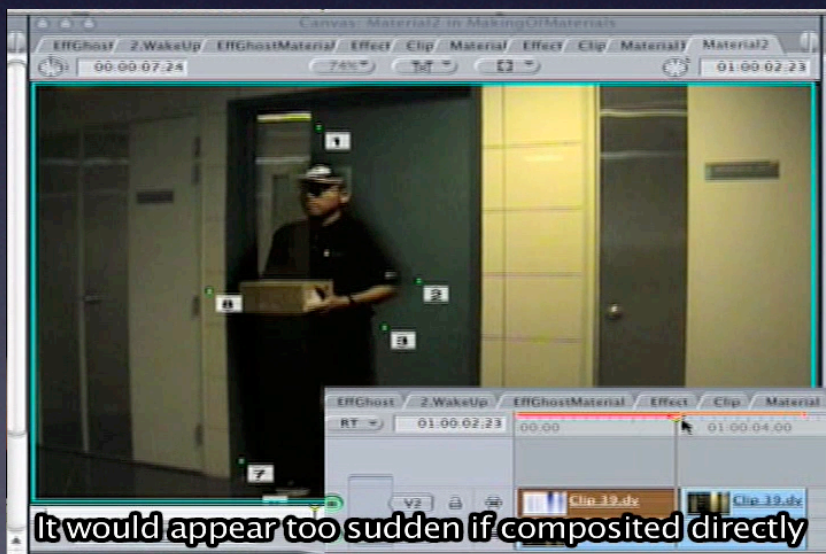 Canvas: Material2 in MakingOfMaterials
EffGhost 2.WakeUp EffGhostMaterial Effect Clip Material Effect Clip Material1 Material2
00:00:07;24 74% 01:00:02;23
1
2
8
3
7
EffGhost 2.WakeUp EffGhostMaterial Effect Clip Material
RT 01:00:02;23 00:00 01:00:04;00
V2 Clip 39.dv Clip 39.dv
It would appear too sudden if composited directly